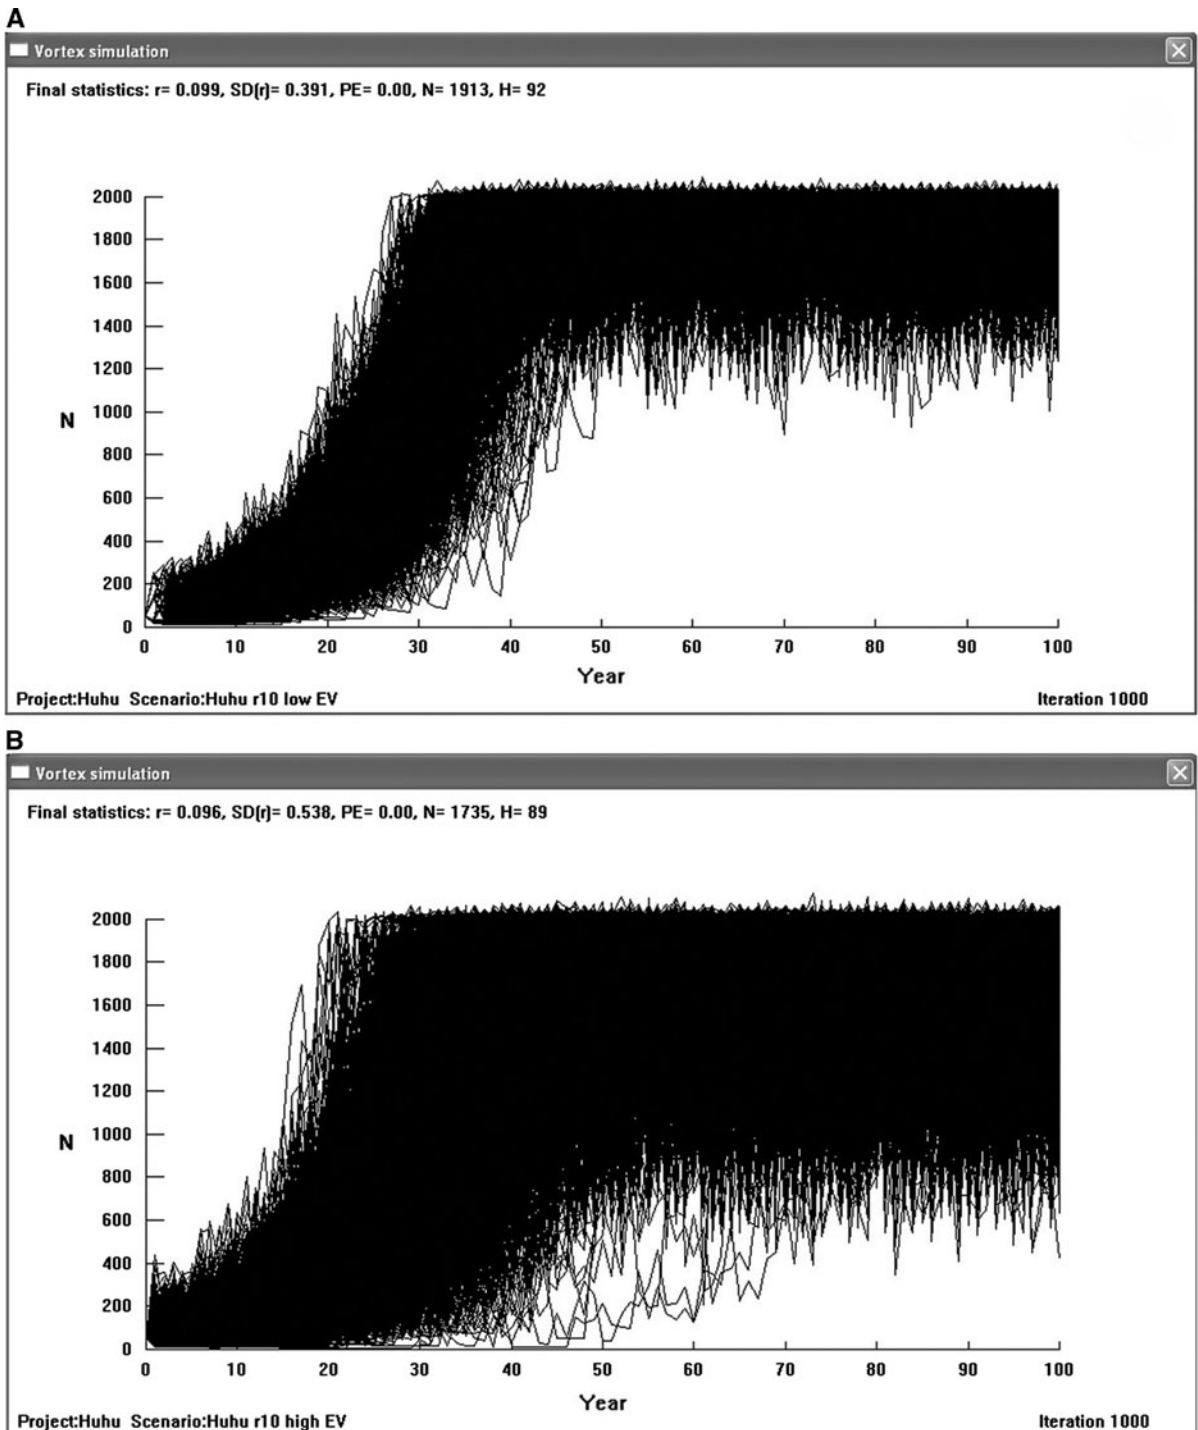 A
Vortex simulation
Final statistics: r= 0.099, SD(r)= 0.391, PE= 0.00, N= 1913, H= 92
2000
1800
1600
1400
1200
1000
N
800
600
400
200
0
0 10 20 30 40 50 60 70 80 90 100
Year
Project:Huhu Scenario:Huhu r10 low EV Iteration 1000
B
Vortex simulation
Final statistics: r= 0.096, SD(r)= 0.538, PE= 0.00, N= 1735, H= 89
2000
1800
1600
1400
1200
1000
N
800
600
400
200
0
0 10 20 30 40 50 60 70 80 90 100
Year
Project:Huhu Scenario:Huhu r10 high EV Iteration 1000